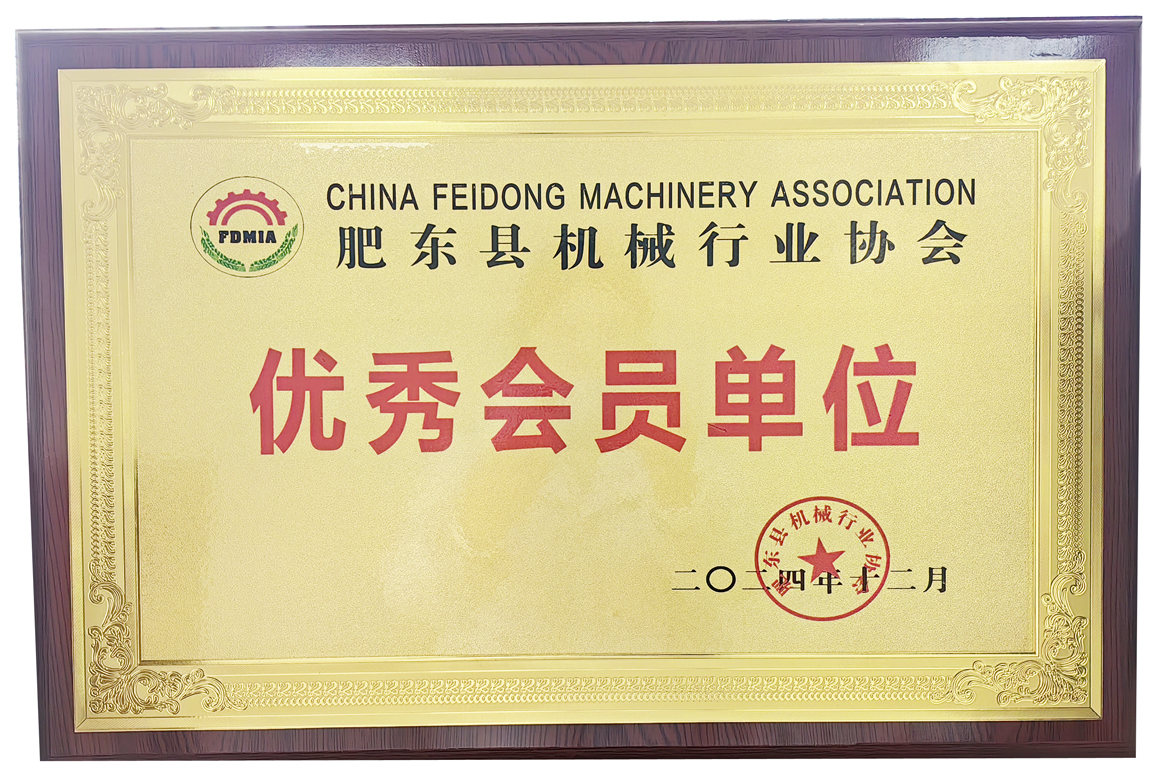 CHINA FEIDONG MACHINERY ASSOCIATION
FDMIA
肥东县机械行业协会
优秀会员单位
肥东县机械行业协会
二〇二四年十二月